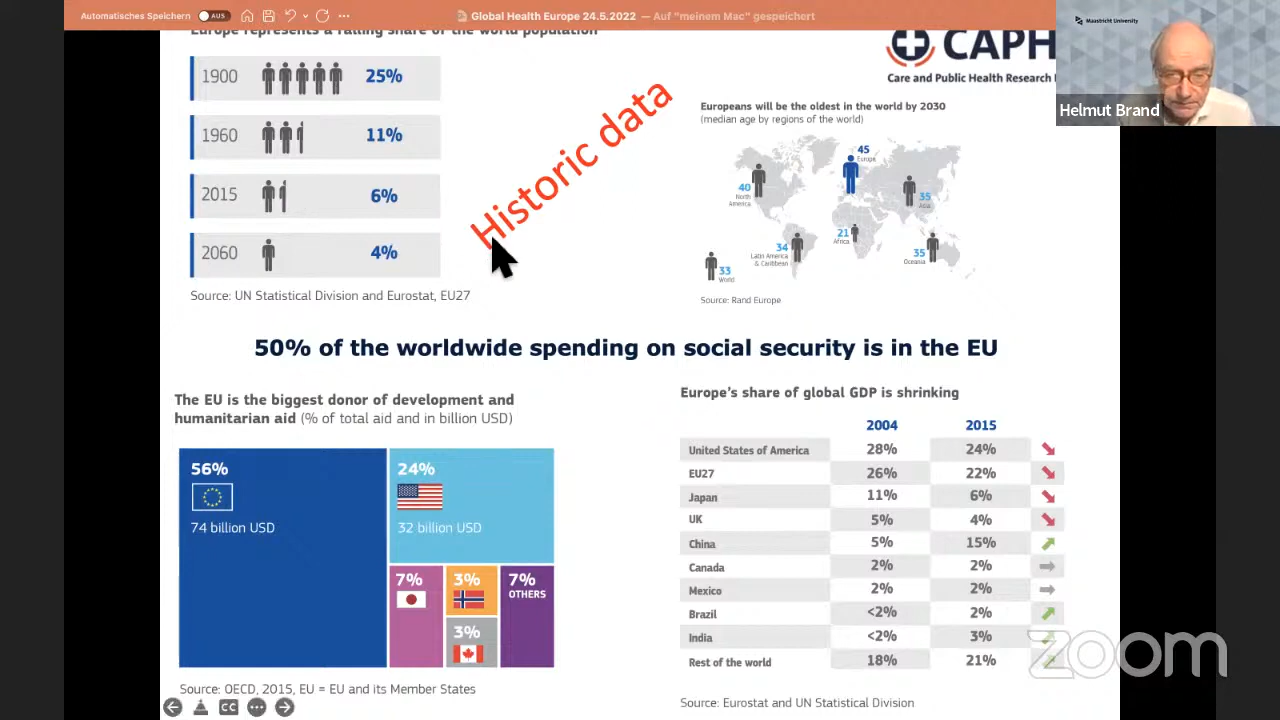 Automatisches Speichern AUS
Global Health Europe 24.5.2022 — Auf "meinem Mac" gespeichert
Europe represents a falling share of the world population
1900 25%
1960 11%
2015 6%
2060 4%
Source: UN Statistical Division and Eurostat, EU27
Historic data
CAPH
Care and Public Health Research
Maastricht University
Helmut Brand
Europeans will be the oldest in the world by 2030
(median age by regions of the world)
45
Europe
40
North
America
35
Asia
21
Africa
34
Latin America
& Caribbean
35
Oceania
33
World
Source: Rand Europe
50% of the worldwide spending on social security is in the EU
The EU is the biggest donor of development and
humanitarian aid (% of total aid and in billion USD)
56%
74 billion USD
24%
32 billion USD
7%
3%
3%
7%
OTHERS
Source: OECD, 2015, EU = EU and its Member States
CC
Europe's share of global GDP is shrinking
2004 2015
United States of America 28% 24%
EU27 26% 22%
Japan 11% 6%
UK 5% 4%
China 5% 15%
Canada 2% 2%
Mexico 2% 2%
Brazil <2% 2%
India <2% 3%
Rest of the world 18% 21%
Source: Eurostat and UN Statistical Division
zoom